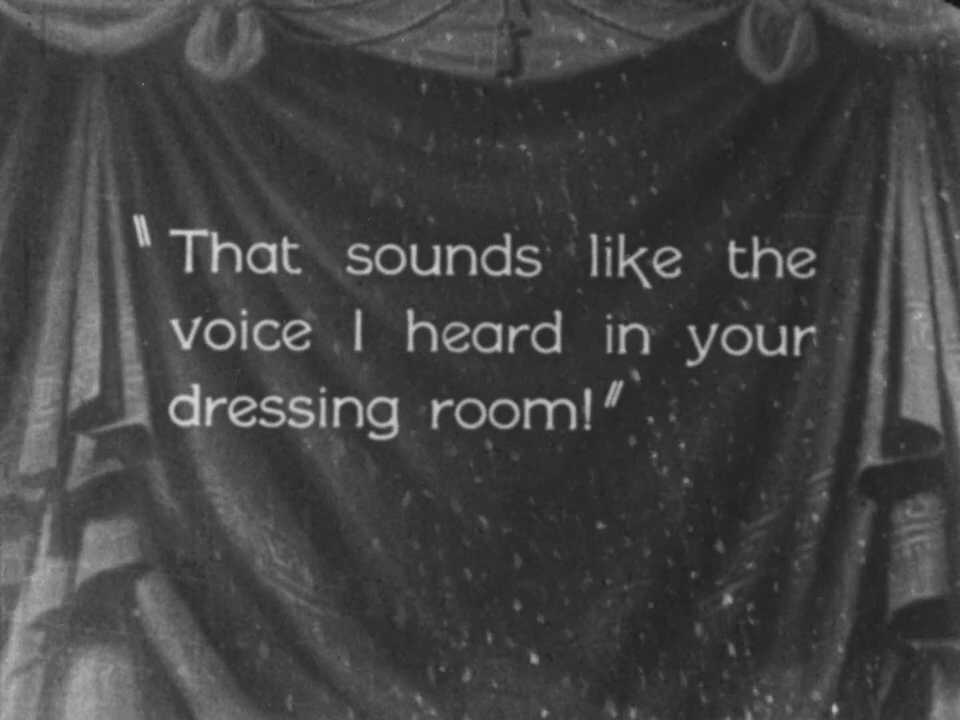 "That sounds like the
voice I heard in your
dressing room!"